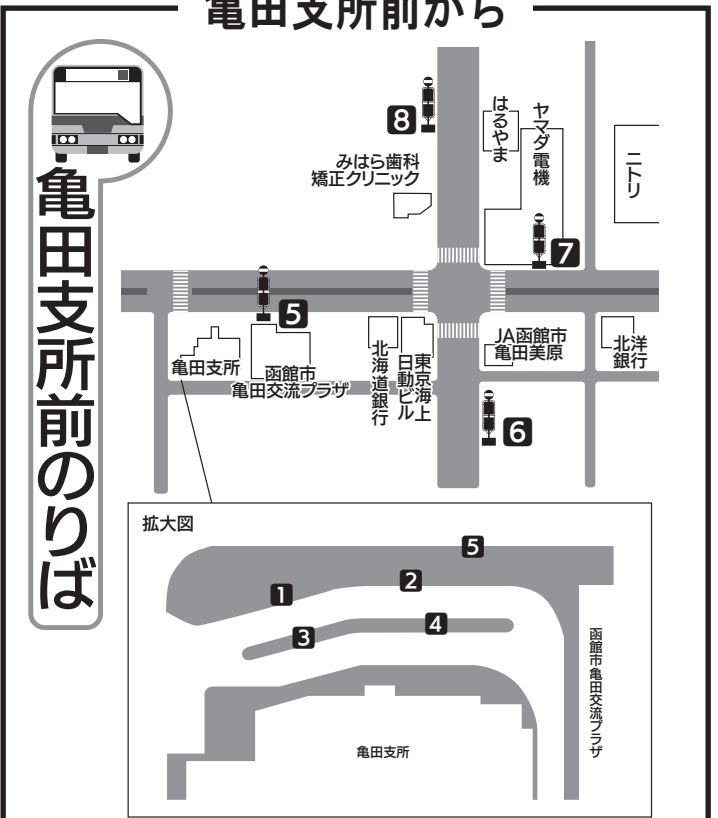 亀田支所前から
亀田支所前のりば
8
はるやま
ヤマダ電機
ニトリ
みはら歯科
矯正クリニック
7
5
亀田支所
函館市
亀田交流プラザ
北海道銀行
東京海上
日動ビル
JA函館市
亀田美原
北洋
銀行
6
拡大図
5
1
2
3
4
函館市亀田交流プラザ
亀田支所